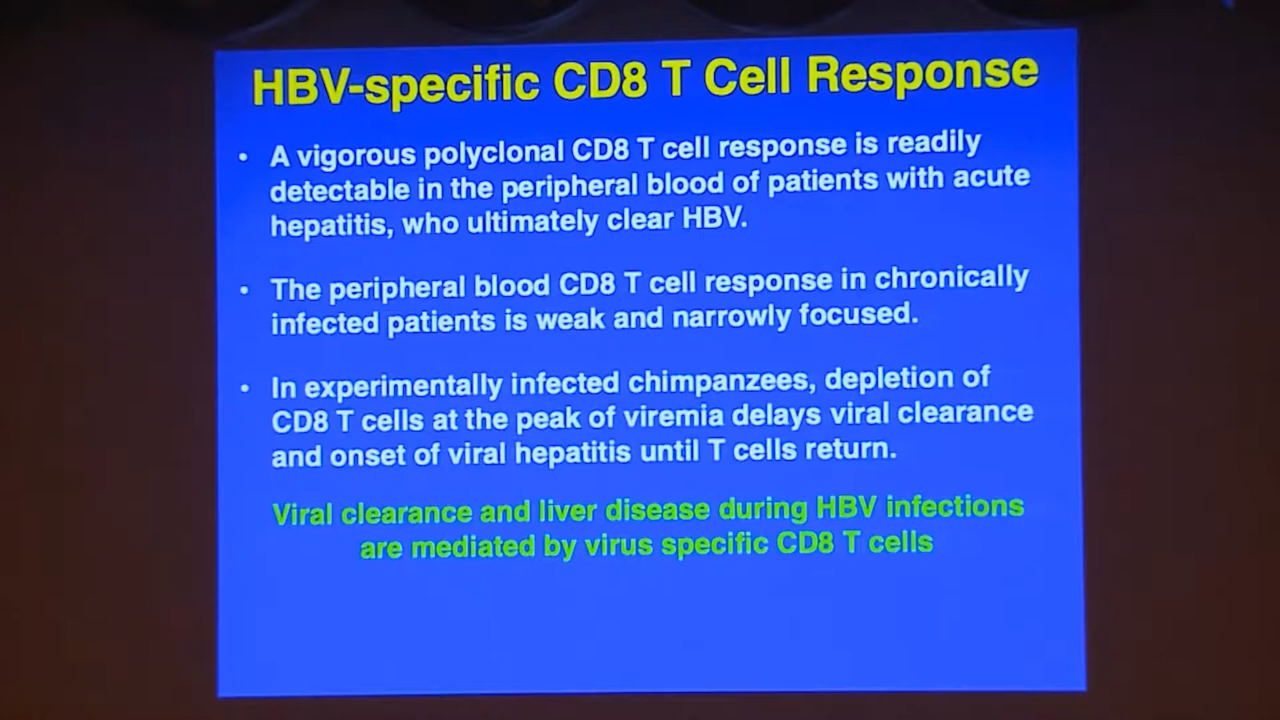 HBV-specific CD8 T Cell Response
• A vigorous polyclonal CD8 T cell response is readily
detectable in the peripheral blood of patients with acute
hepatitis, who ultimately clear HBV.
• The peripheral blood CD8 T cell response in chronically
infected patients is weak and narrowly focused.
• In experimentally infected chimpanzees, depletion of
CD8 T cells at the peak of viremia delays viral clearance
and onset of viral hepatitis until T cells return.
Viral clearance and liver disease during HBV infections
are mediated by virus specific CD8 T cells